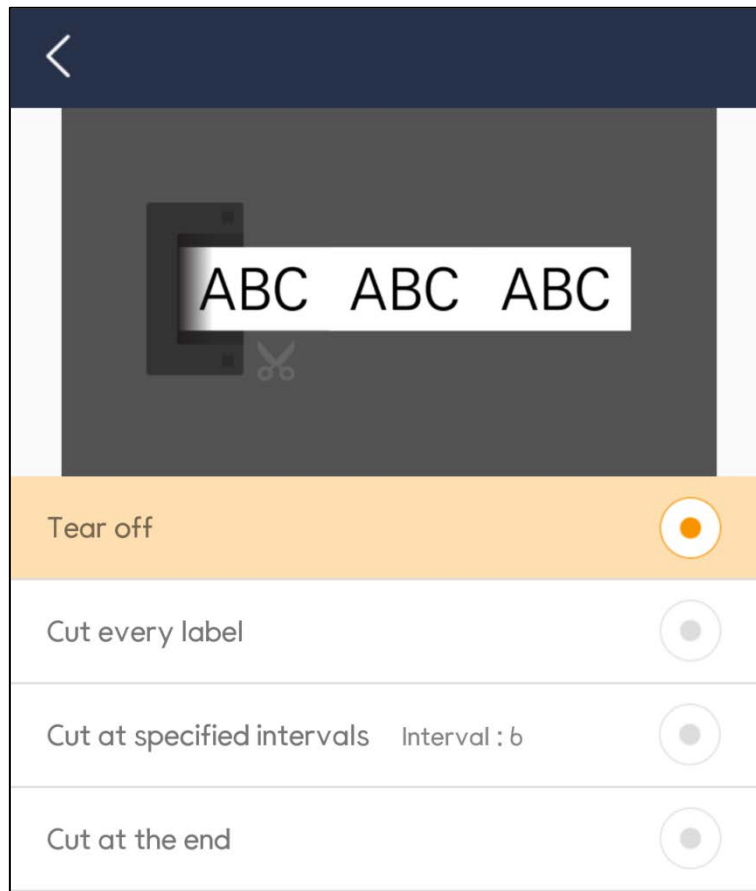 ABC ABC ABC
Tear off
Cut every label
Cut at specified intervals Interval : 6
Cut at the end